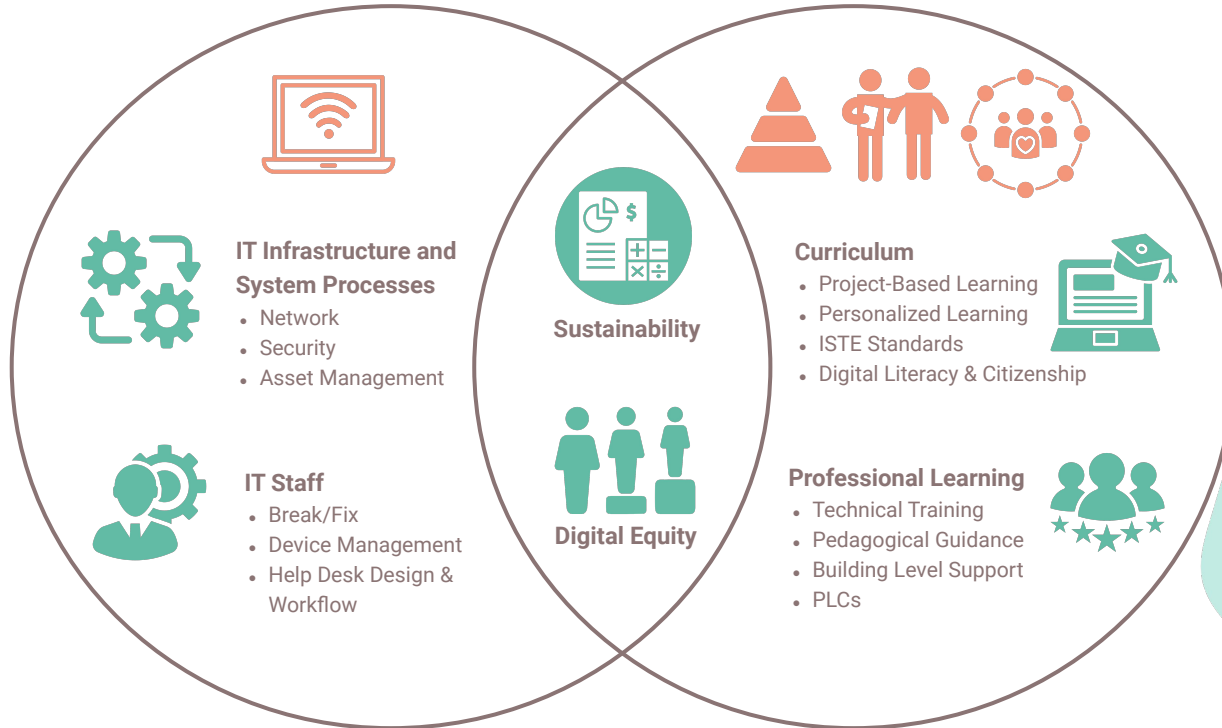 IT Infrastructure and
System Processes
• Network
• Security
• Asset Management
IT Staff
• Break/Fix
• Device Management
• Help Desk Design &
Workflow
$
+ −
× ÷
Sustainability
Digital Equity
Curriculum
• Project-Based Learning
• Personalized Learning
• ISTE Standards
• Digital Literacy & Citizenship
Professional Learning
• Technical Training
• Pedagogical Guidance
• Building Level Support
• PLCs